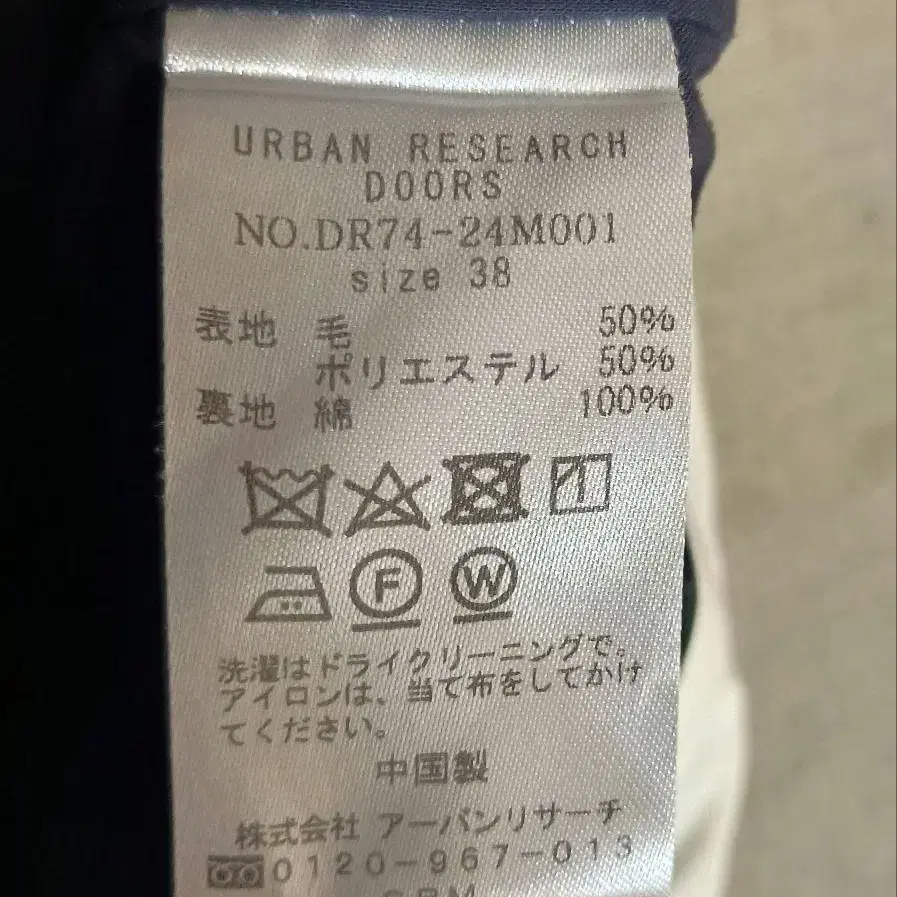 URBAN RESEARCH
DOORS
NO.DR74-24M001
size 38
表地 毛 50%
ポリエステル 50%
裏地 綿 100%
F W
洗濯はドライクリーニングで。
アイロンは、当て布をしてかけ
てください。
中国製
株式会社 アーバンリサーチ
0120-967-013